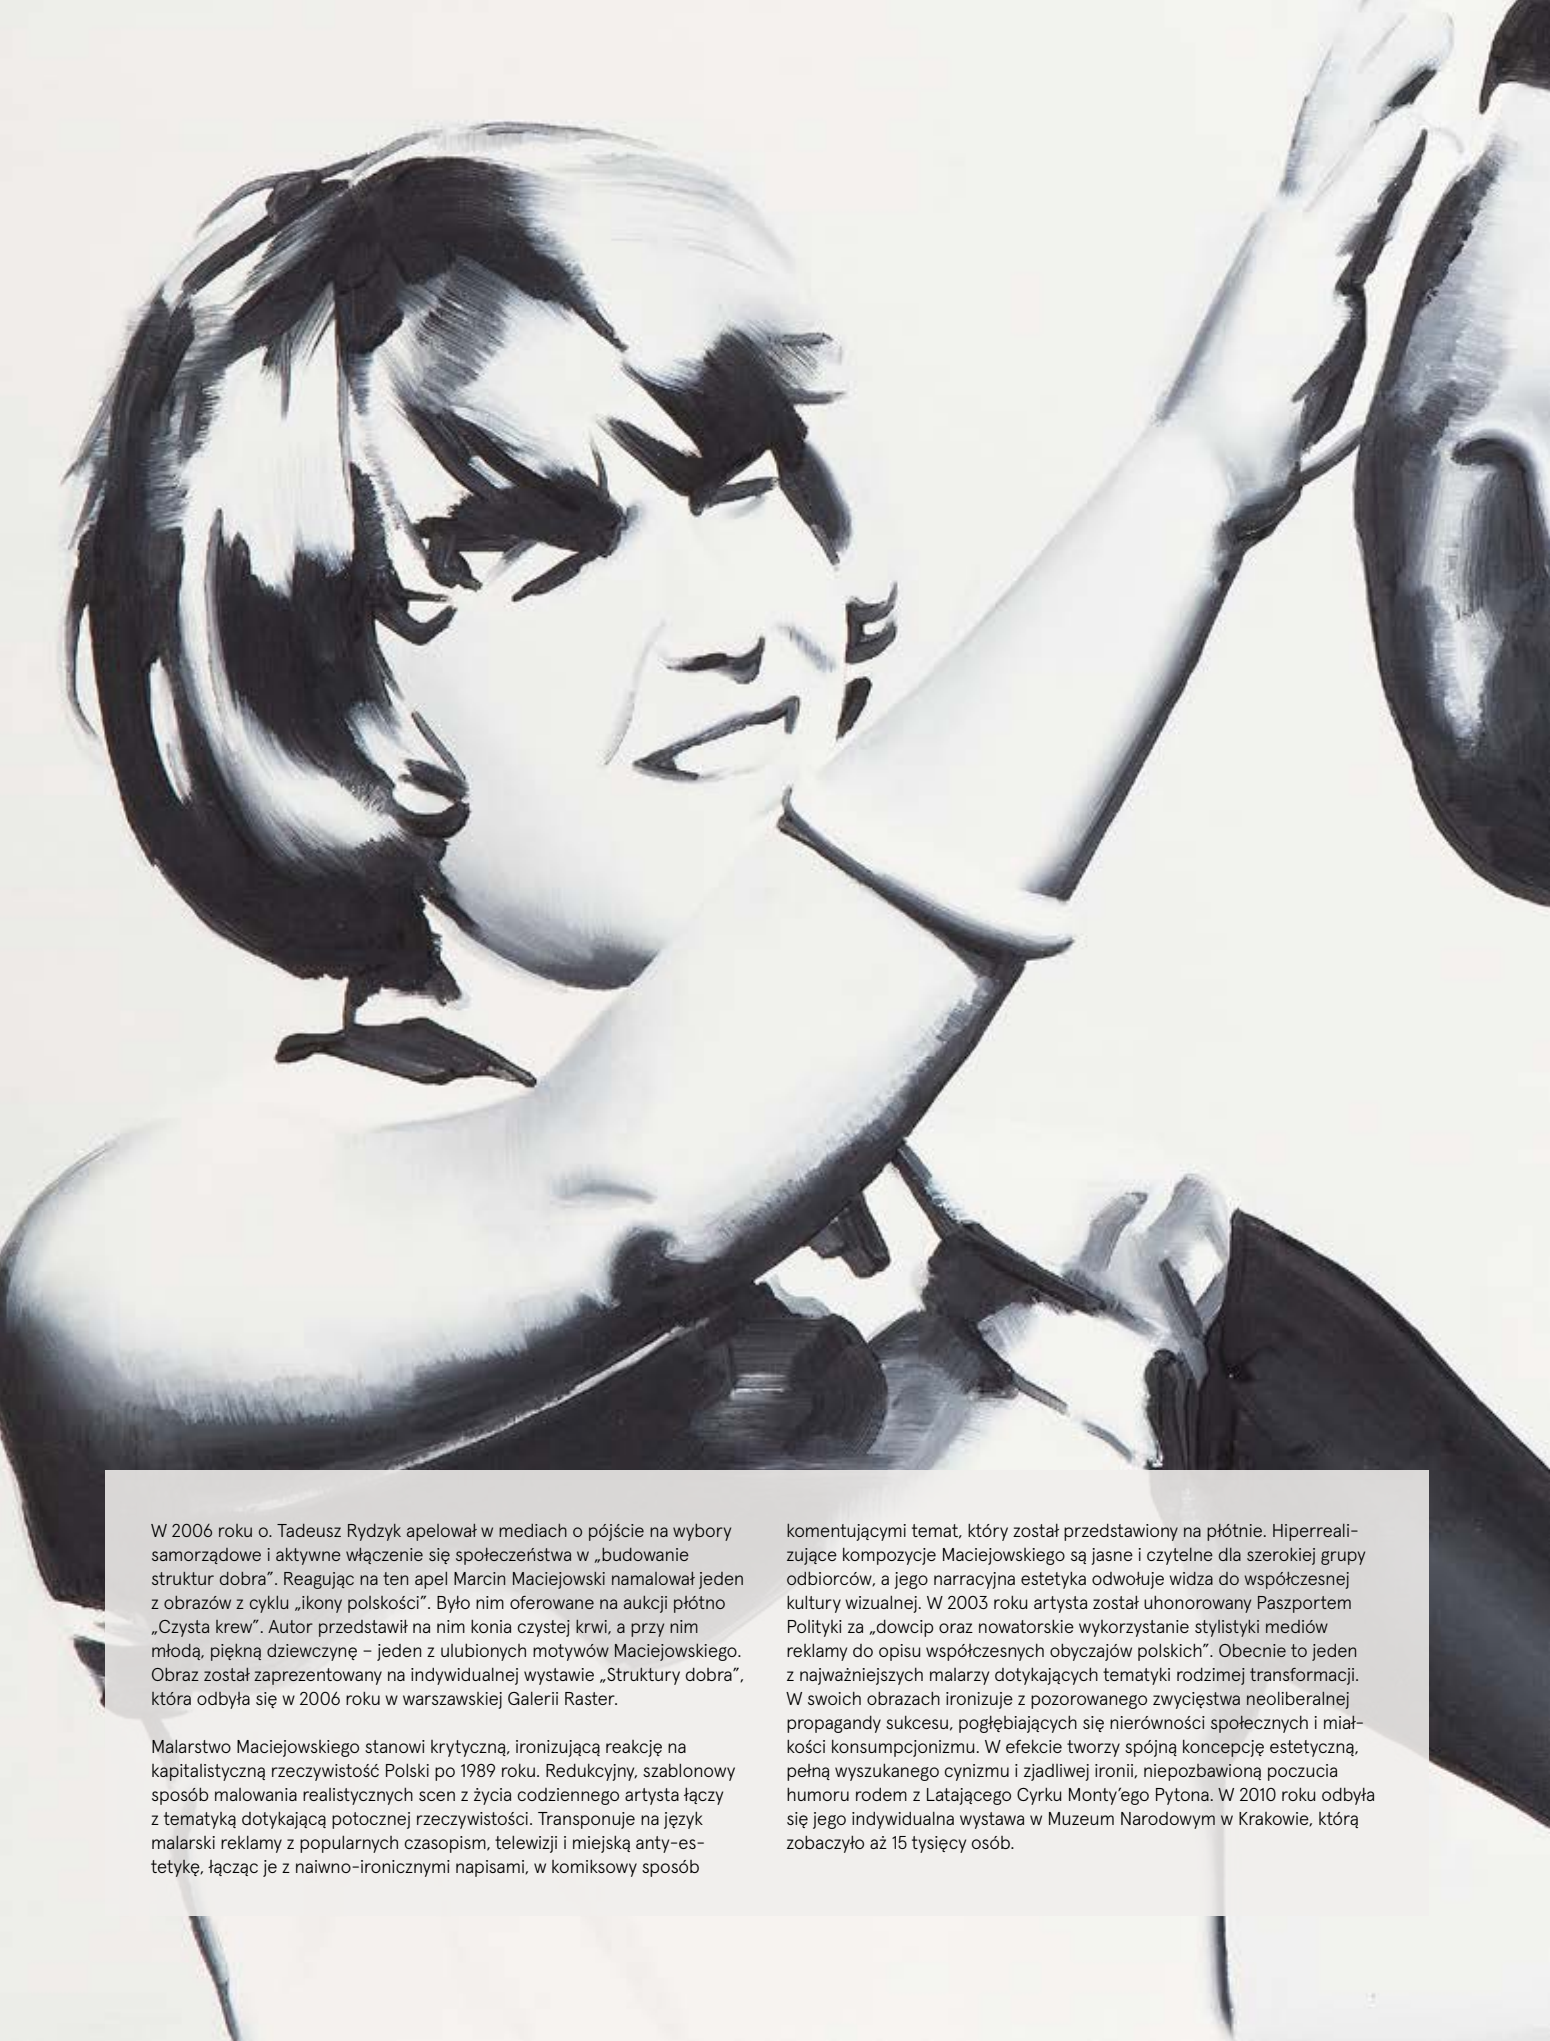 W 2006 roku o. Tadeusz Rydzyk apelował w mediach o pójście na wybory
samorządowe i aktywne włączenie się społeczeństwa w „budowanie
struktur dobra”. Reagując na ten apel Marcin Maciejowski namalował jeden
z obrazów z cyklu „ikony polskości”. Było nim oferowane na aukcji płótno
„Czysta krew”. Autor przedstawił na nim konia czystej krwi, a przy nim
młodą, piękną dziewczynę – jeden z ulubionych motywów Maciejowskiego.
Obraz został zaprezentowany na indywidualnej wystawie „Struktury dobra”,
która odbyła się w 2006 roku w warszawskiej Galerii Raster.

Malarstwo Maciejowskiego stanowi krytyczną, ironizującą reakcję na
kapitalistyczną rzeczywistość Polski po 1989 roku. Redukcyjny, szablonowy
sposób malowania realistycznych scen z życia codziennego artysta łączy
z tematyką dotykającą potocznej rzeczywistości. Transponuje na język
malarski reklamy z popularnych czasopism, telewizji i miejską anty-es-
tetykę, łącząc je z naiwno-ironicznymi napisami, w komiksowy sposób
komentującymi temat, który został przedstawiony na płótnie. Hiperreali-
zujące kompozycje Maciejowskiego są jasne i czytelne dla szerokiej grupy
odbiorców, a jego narracyjna estetyka odwołuje widza do współczesnej
kultury wizualnej. W 2003 roku artysta został uhonorowany Paszportem
Polityki za „dowcip oraz nowatorskie wykorzystanie stylistyki mediów
reklamy do opisu współczesnych obyczajów polskich”. Obecnie to jeden
z najważniejszych malarzy dotykających tematyki rodzimej transformacji.
W swoich obrazach ironizuje z pozorowanego zwycięstwa neoliberalnej
propagandy sukcesu, pogłębiających się nierówności społecznych i miał-
kości konsumpcjonizmu. W efekcie tworzy spójną koncepcję estetyczną,
pełną wyszukanego cynizmu i zjadliwej ironii, niepozbawioną poczucia
humoru rodem z Latającego Cyrku Monty’ego Pytona. W 2010 roku odbyła
się jego indywidualna wystawa w Muzeum Narodowym w Krakowie, którą
zobaczyło aż 15 tysięcy osób.